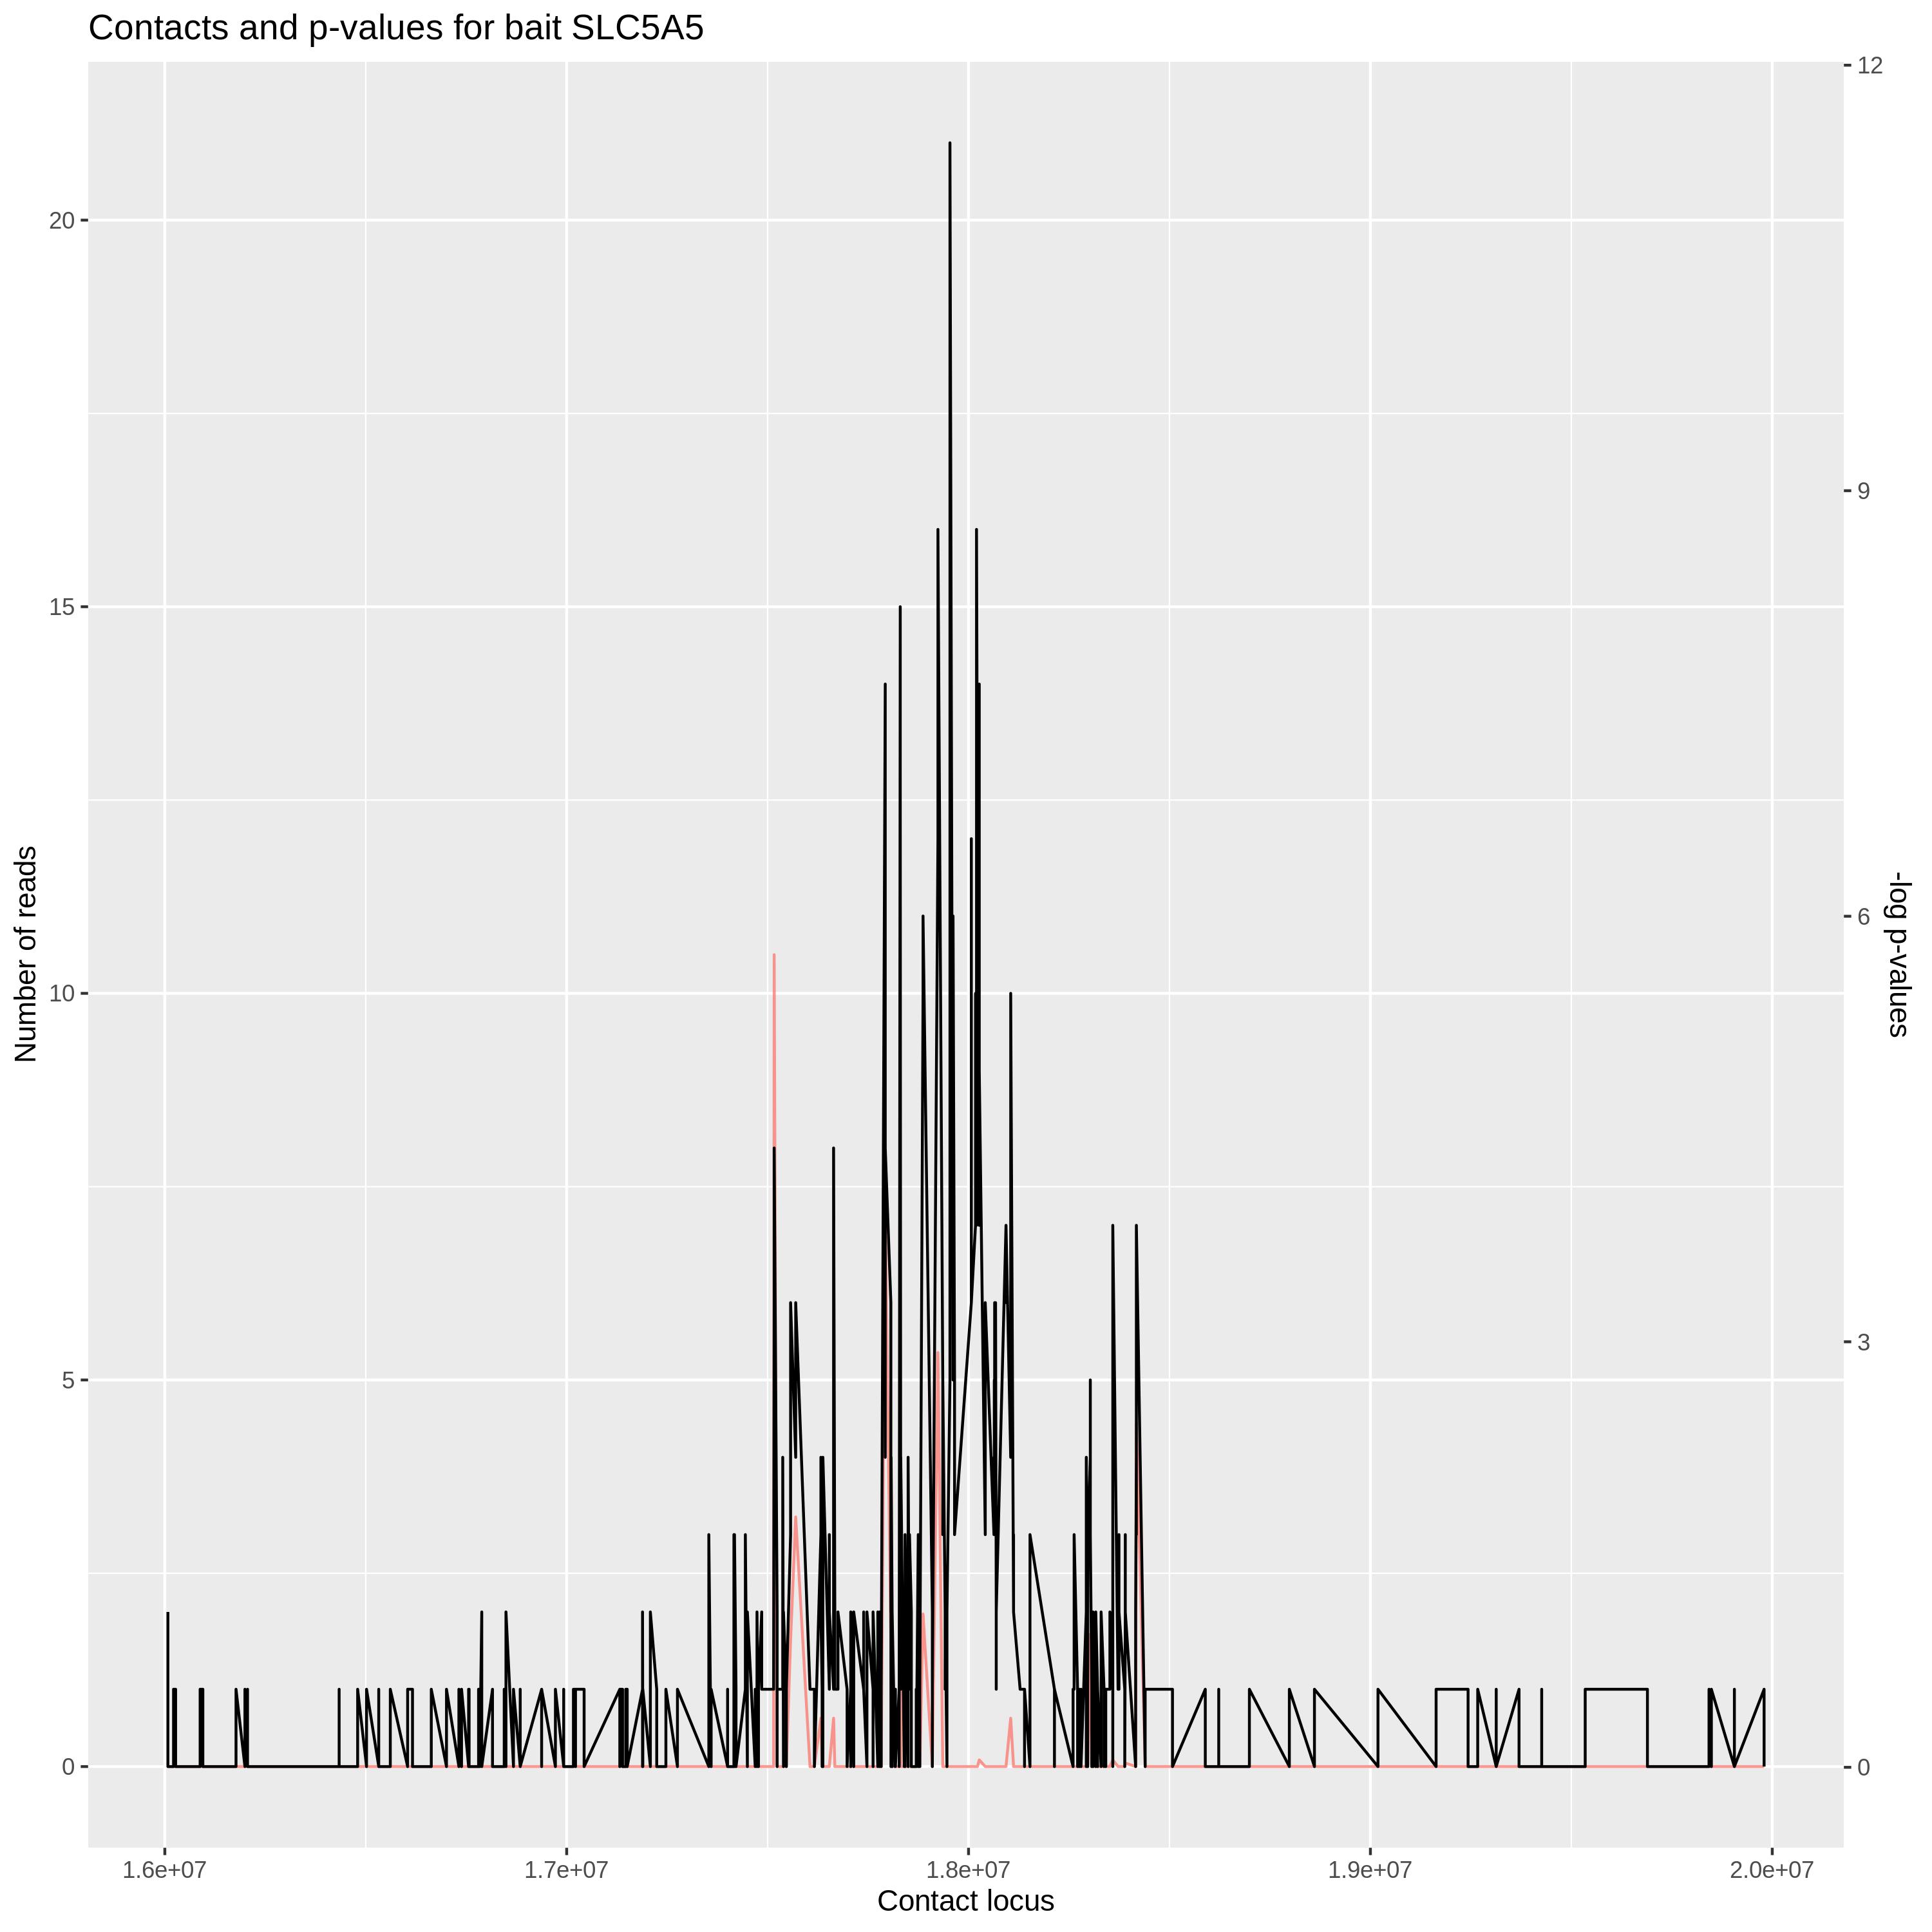 Contacts and p-values for bait SLC5A5
12
20
9
15
Number of reads
-log p-values
6
10
3
5
0
0
1.6e+07 1.7e+07 1.8e+07 1.9e+07 2.0e+07
Contact locus